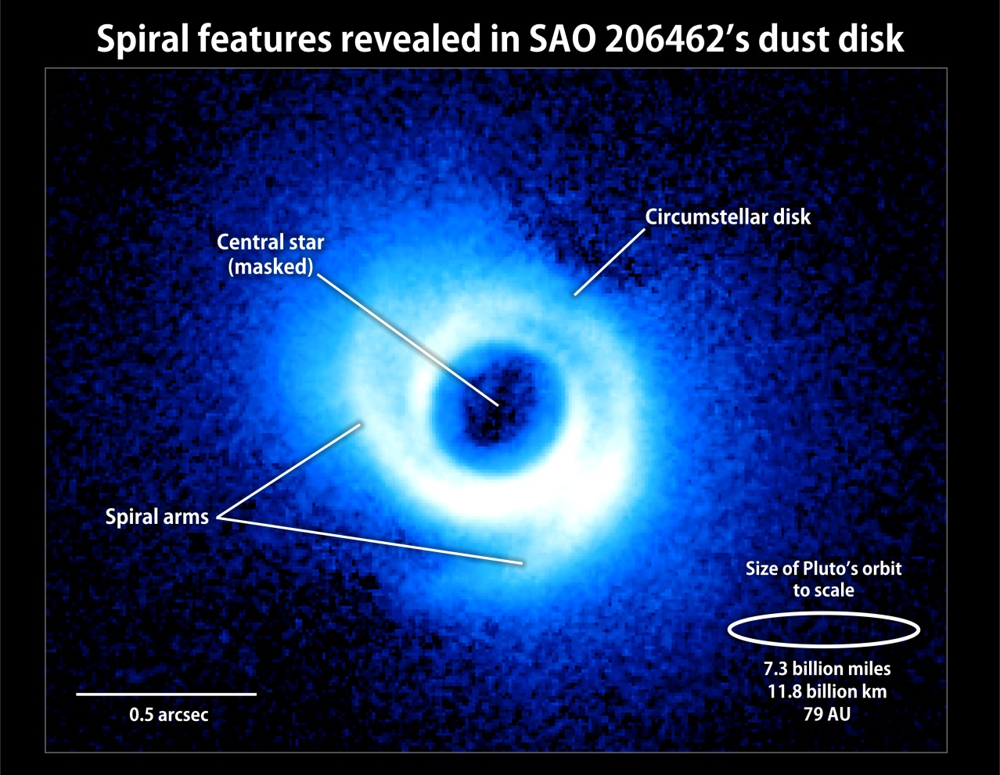 Spiral features revealed in SAO 206462’s dust disk
Circumstellar disk
Central star
(masked)
Spiral arms
Size of Pluto’s orbit
to scale
7.3 billion miles
11.8 billion km
79 AU
0.5 arcsec